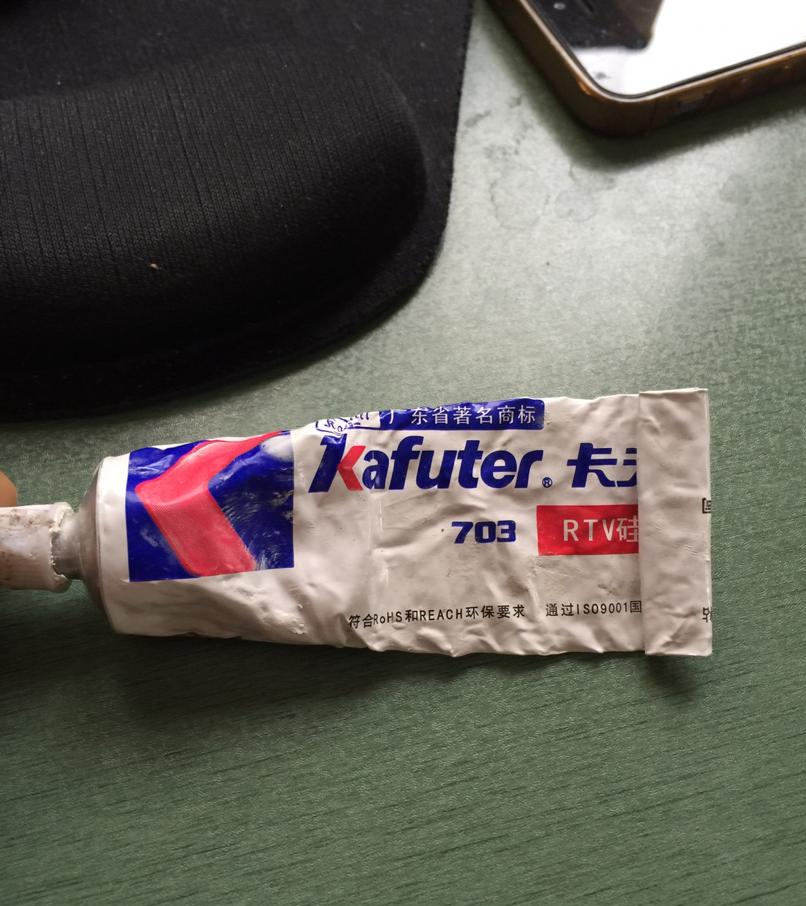 广东省著名商标
Kafuter® 卡
703 RTV硅
符合RoHS和REACH环保要求 通过ISO9001国